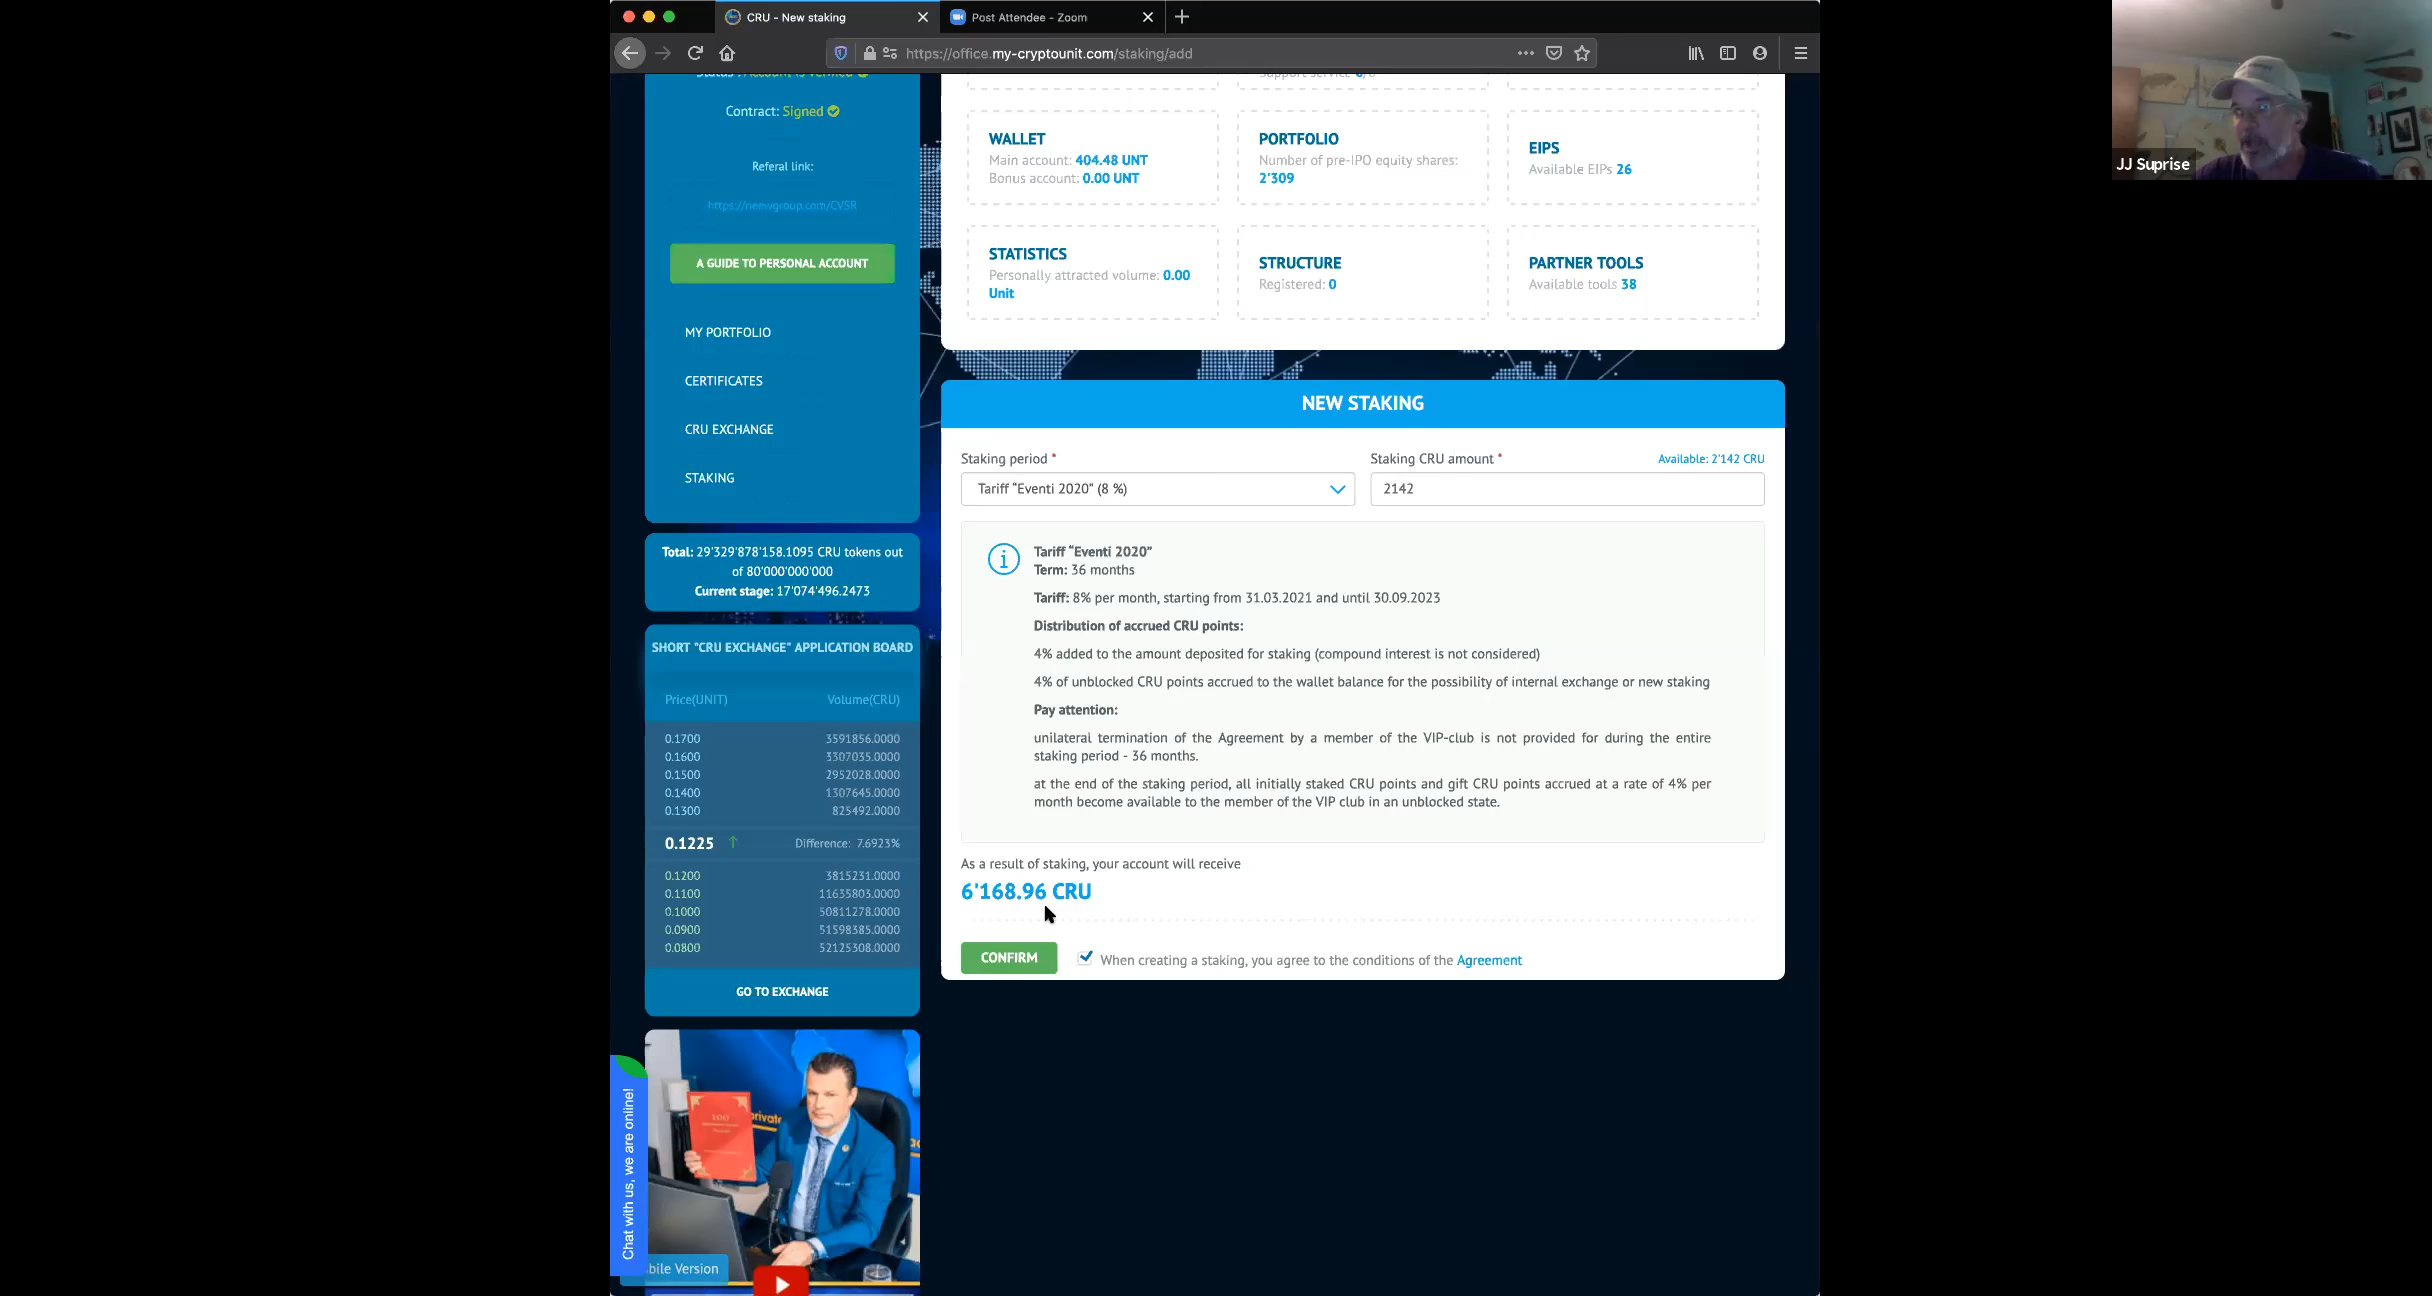 CRU - New staking
Post Attendee - Zoom
https://office.my-cryptounit.com/staking/add
Contract: Signed
Referal link:
https://neewgroup.com/CVSR
A GUIDE TO PERSONAL ACCOUNT
MY PORTFOLIO
CERTIFICATES
CRU EXCHANGE
STAKING
Total: 29'329'878'158.1095 CRU tokens out
of 80'000'000'000
Current stage: 17'074'496.2473
SHORT "CRU EXCHANGE" APPLICATION BOARD
Price(UNIT) Volume(CRU)
0.1700 3591856.0000
0.1600 3307035.0000
0.1500 2952028.0000
0.1400 1307645.0000
0.1300 825492.0000
0.1225 Difference: 7.6923%
0.1200 3815231.0000
0.1100 11635803.0000
0.1000 50811278.0000
0.0900 51598385.0000
0.0800 52125308.0000
GO TO EXCHANGE
Chat with us, we are online!
bile Version
WALLET
Main account: 404.48 UNT
Bonus account: 0.00 UNT
PORTFOLIO
Number of pre-IPO equity shares:
2'309
EIPS
Available EIPs 26
STATISTICS
Personally attracted volume: 0.00
Unit
STRUCTURE
Registered: 0
PARTNER TOOLS
Available tools 38
NEW STAKING
Staking period *
Tariff “Eventi 2020” (8 %)
Staking CRU amount * Available: 2'142 CRU
2142
Tariff “Eventi 2020”
Term: 36 months
Tariff: 8% per month, starting from 31.03.2021 and until 30.09.2023
Distribution of accrued CRU points:
4% added to the amount deposited for staking (compound interest is not considered)
4% of unblocked CRU points accrued to the wallet balance for the possibility of internal exchange or new staking
Pay attention:
unilateral termination of the Agreement by a member of the VIP-club is not provided for during the entire
staking period - 36 months.
at the end of the staking period, all initially staked CRU points and gift CRU points accrued at a rate of 4% per
month become available to the member of the VIP club in an unblocked state.
As a result of staking, your account will receive
6'168.96 CRU
CONFIRM
When creating a staking, you agree to the conditions of the Agreement
JJ Suprise